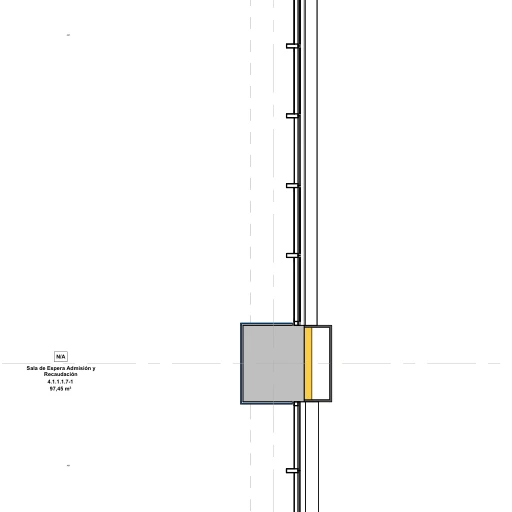 N/A
Sala de Espera Admisión y
Recaudación
4.1.1.1.7-1
97,45 m²